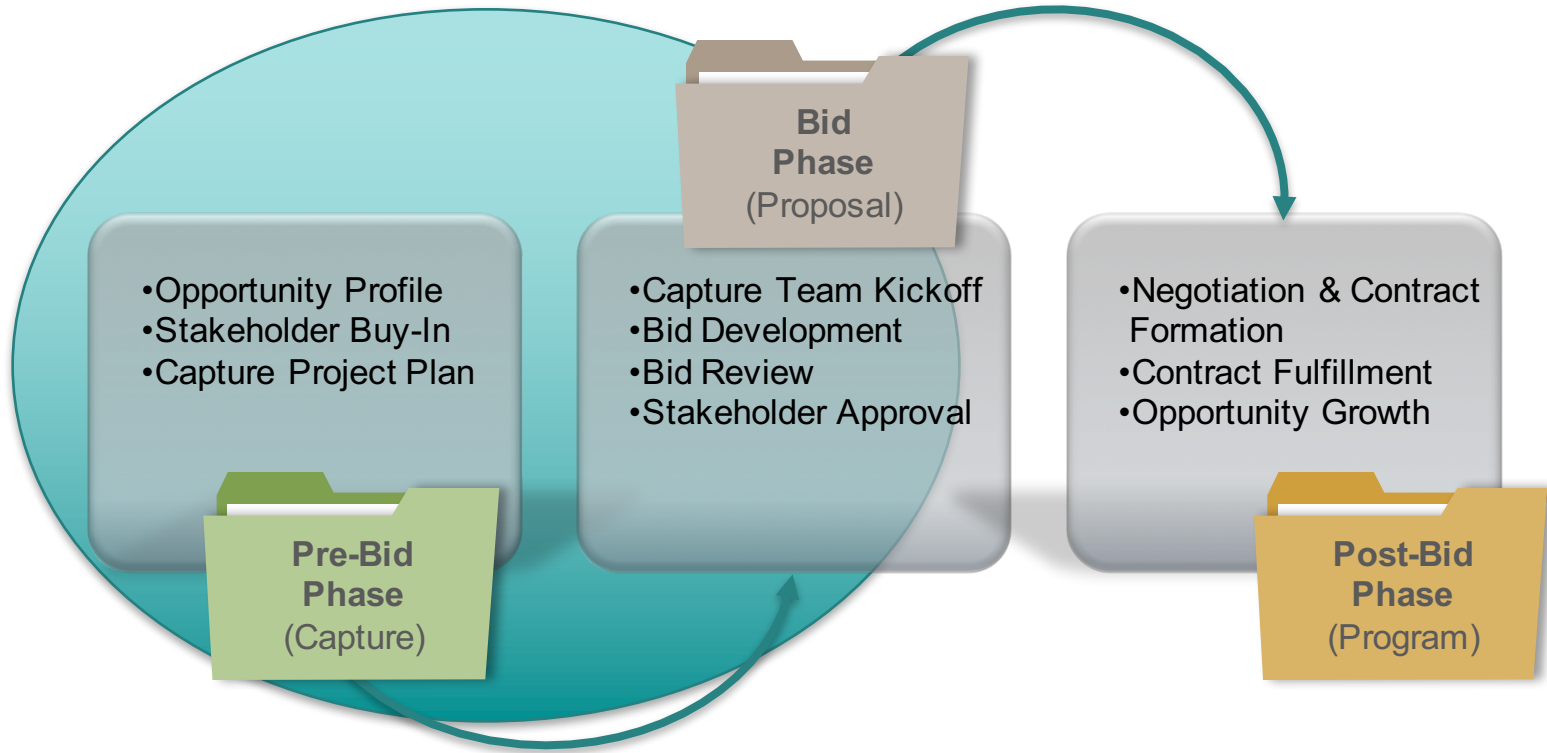 •Opportunity Profile
•Stakeholder Buy-In
•Capture Project Plan
Pre-Bid
Phase
(Capture)
Bid
Phase
(Proposal)
•Capture Team Kickoff
•Bid Development
•Bid Review
•Stakeholder Approval
•Negotiation & Contract
Formation
•Contract Fulfillment
•Opportunity Growth
Post-Bid
Phase
(Program)